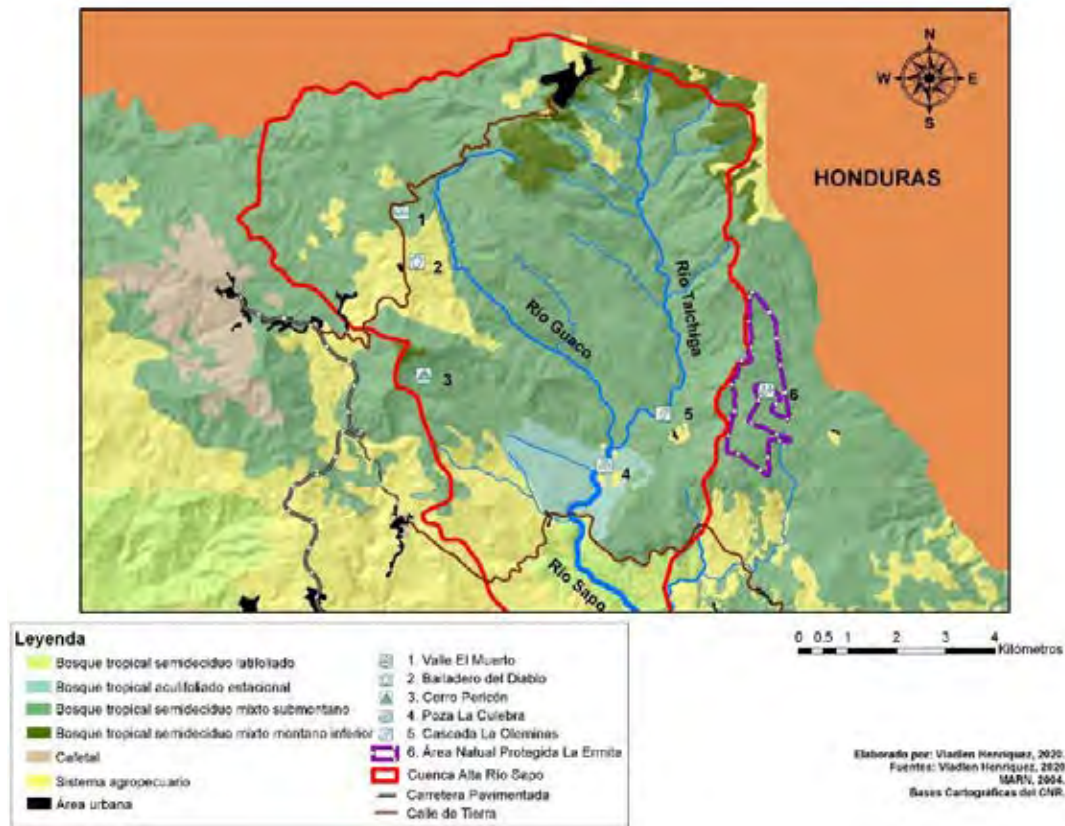 N
W E
S
HONDURAS
1
2
3
4
5
6
Río Guaco
Río Taichiga
Río Sapo
Leyenda
Bosque tropical semideciduo latifoliado
Bosque tropical aculifoliado estacional
Bosque tropical semideciduo mixto submontano
Bosque tropical semideciduo mixto montano inferior
Cafetal
Sistema agropecuario
Área urbana
1. Valle El Muerto
2. Bailadero del Diablo
3. Cerro Pericón
4. Poza La Culebra
5. Cascada La Oleminas
6. Área Natual Protegida La Ermita
Cuenca Alta Río Sapo
Carretera Pavimentada
Calle de Tierra
0 0.5 1 2 3 4
Kilómetros
Elaborado por: Vladlen Henríquez, 2020.
Fuentes: Vladlen Henríquez, 2020
MARN, 2004.
Bases Cartográficas del CNR.